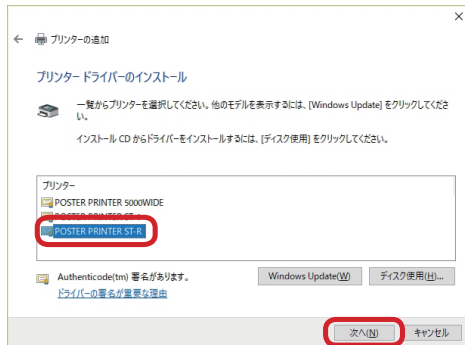 プリンターの追加
プリンター ドライバーのインストール
一覧からプリンターを選択してください。他のモデルを表示するには、[Windows Update] をクリックしてくださ
い。
インストール CD からドライバーをインストールするには、[ディスク使用] をクリックしてください。
プリンター
POSTER PRINTER 5000WIDE
POSTER PRINTER
POSTER PRINTER ST-R
Authenticode(tm) 署名があります。
ドライバーの署名が重要な理由
Windows Update(W)
ディスク使用(H)...
次へ(N)
キャンセル